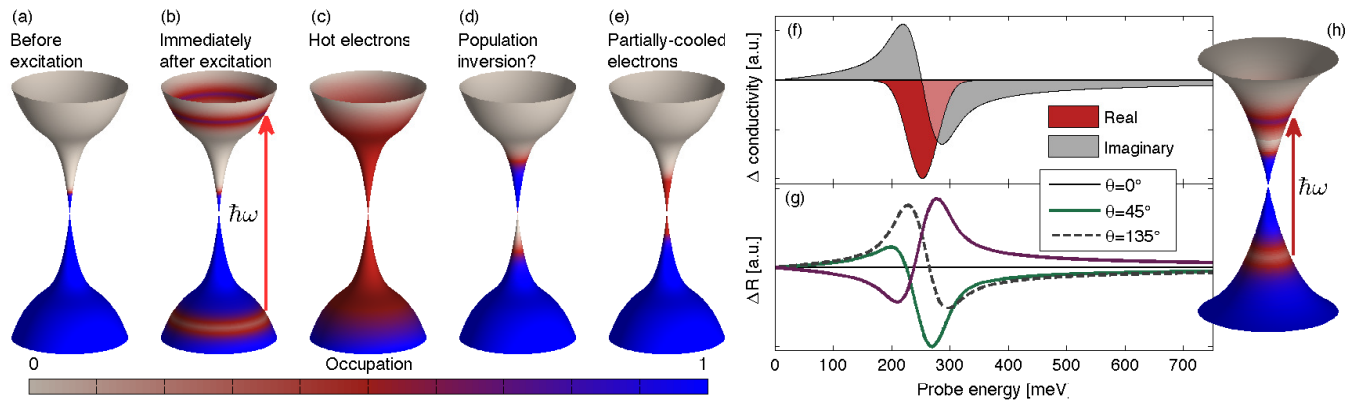 (a)
Before
excitation
(b)
Immediately
after excitation
(c)
Hot electrons
(d)
Population
inversion?
(e)
Partially-cooled
electrons
ħω
0
Occupation
1
(f)
Δ conductivity [a.u.]
Real
Imaginary
(g)
ΔR [a.u.]
θ=0°
θ=45°
θ=135°
0 100 200 300 400 500 600 700
Probe energy [meV]
(h)
ħω